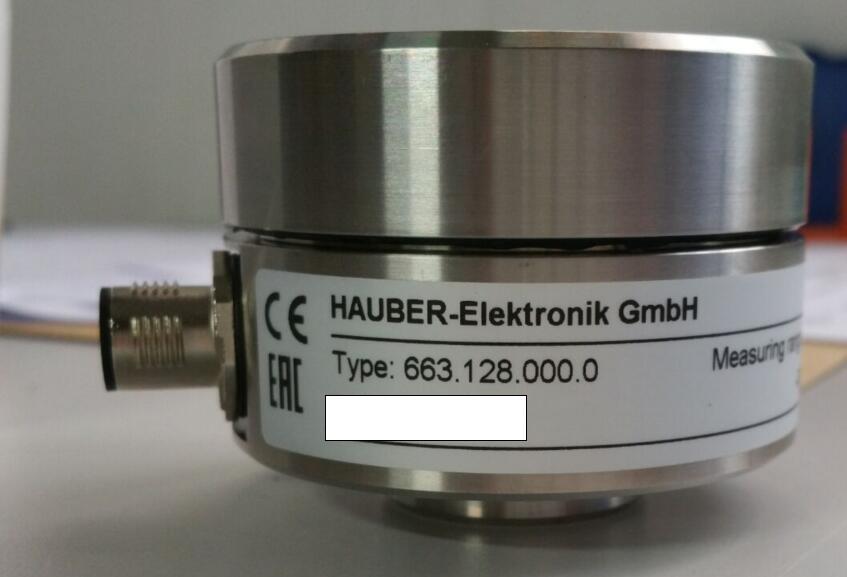 CE HAUBER-Elektronik GmbH
EAC Type: 663.128.000.0 Measuring